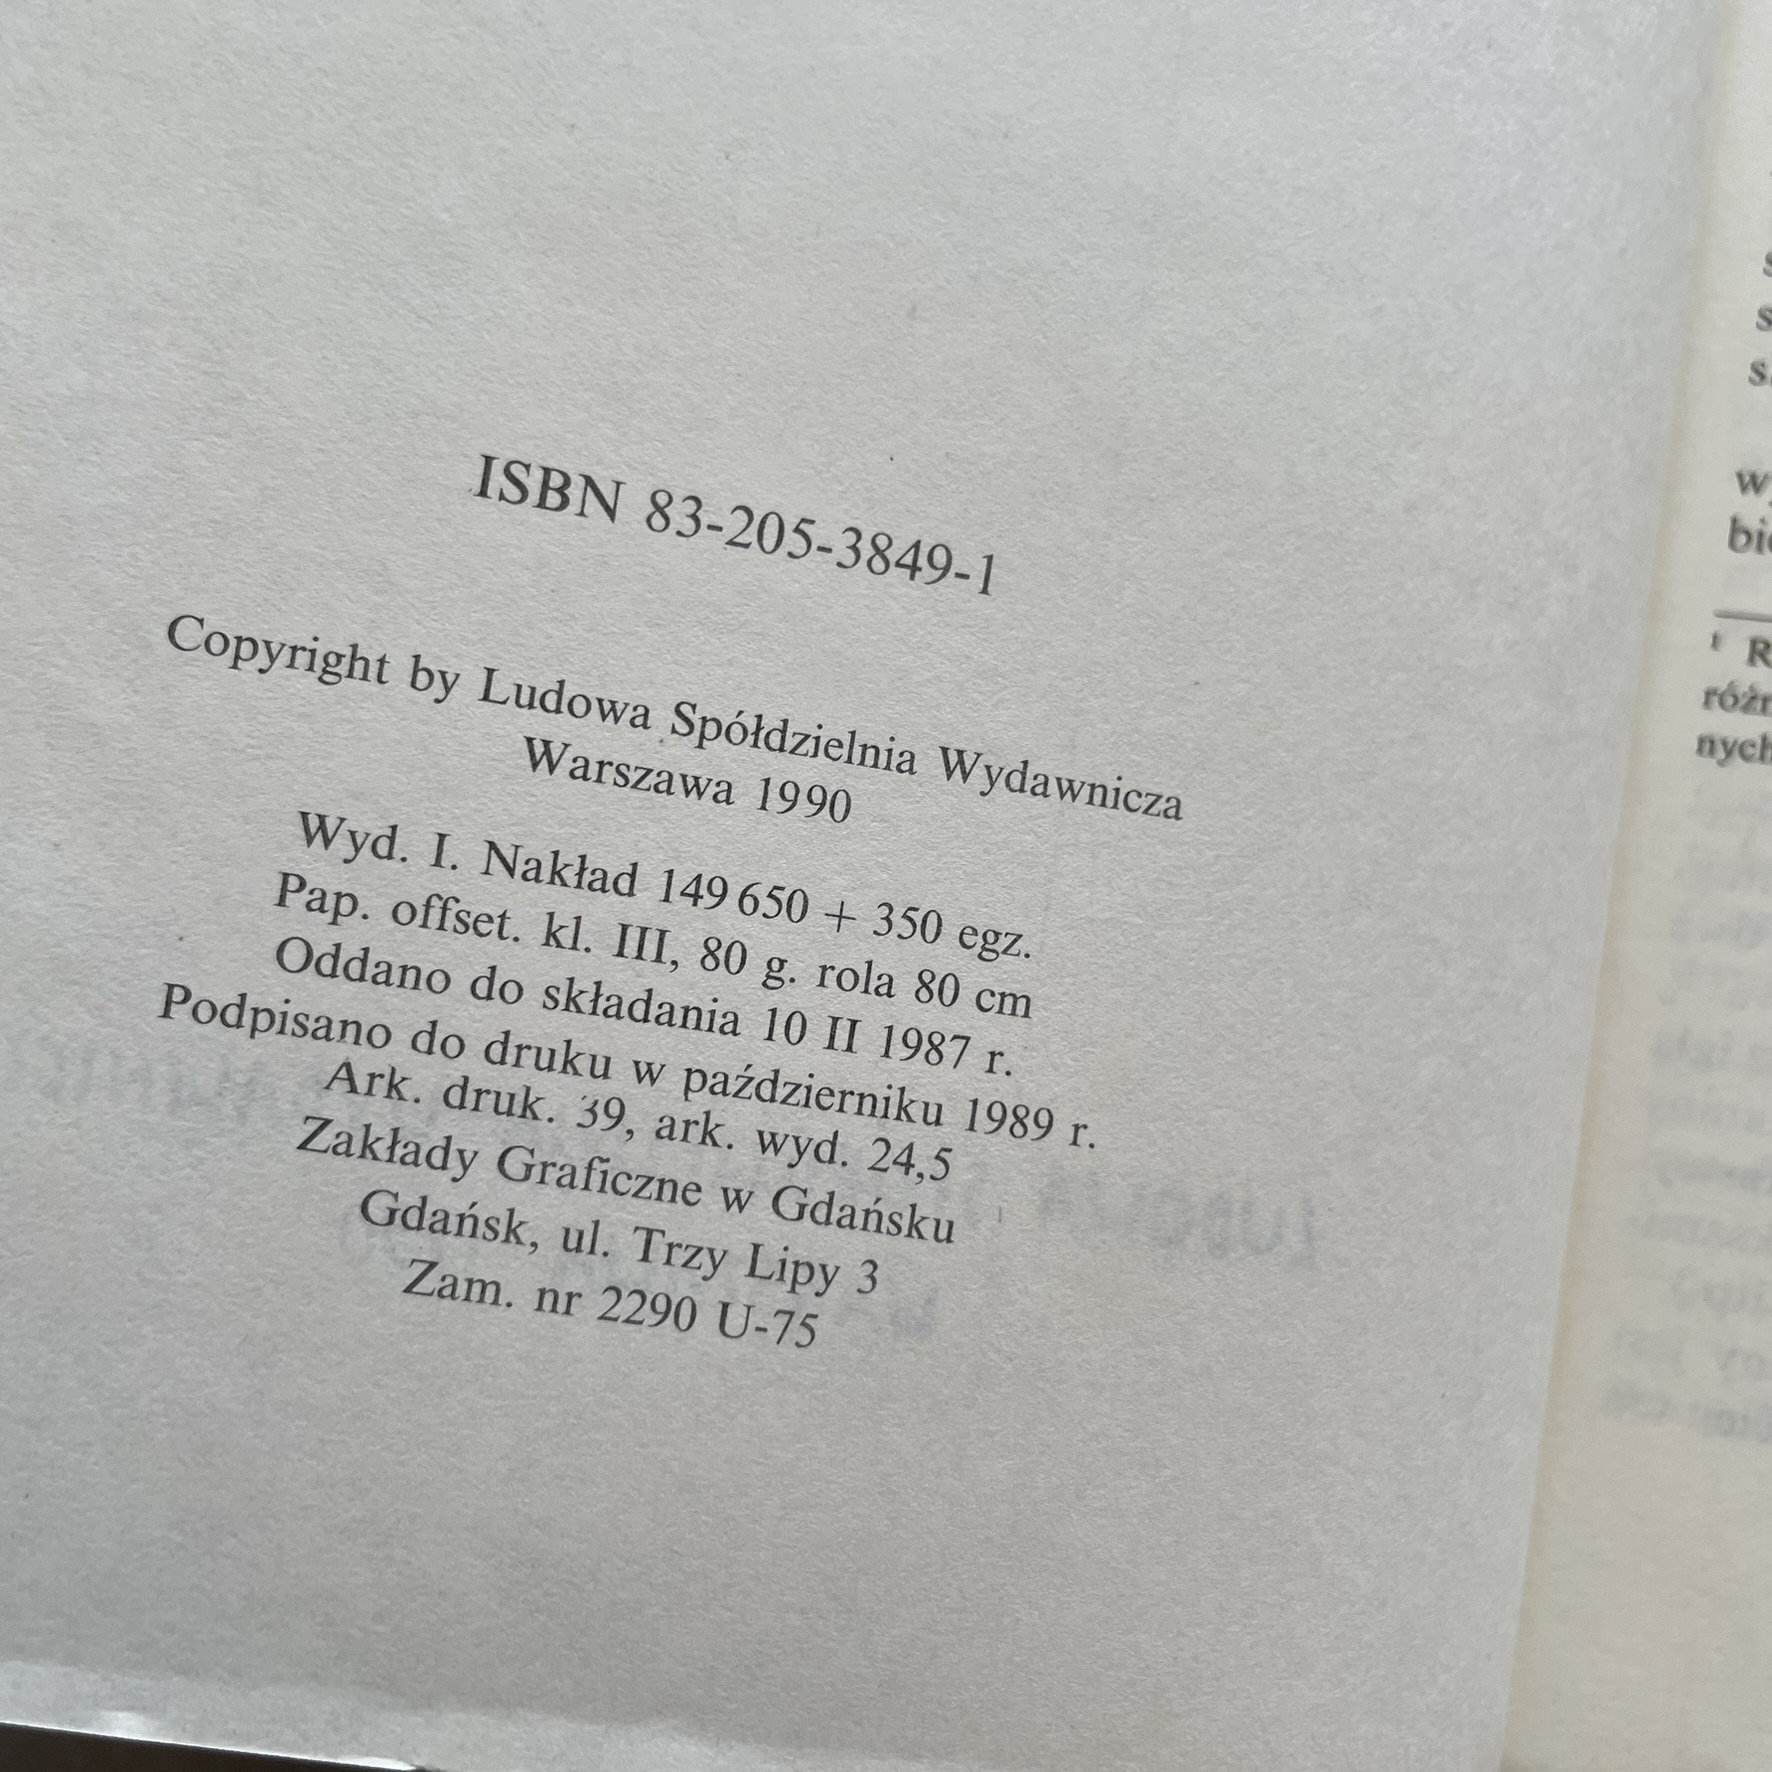 ISBN 83-205-3849-1
Copyright by Ludowa Spółdzielnia Wydawnicza
Warszawa 1990
Wyd. I. Nakład 149 650 + 350 egz.
Pap. offset. kl. III, 80 g. rola 80 cm
Oddano do składania 10 II 1987 r.
Podpisano do druku w październiku 1989 r.
Ark. druk. 39, ark. wyd. 24,5
Zakłady Graficzne w Gdańsku
Gdańsk, ul. Trzy Lipy 3
Zam. nr 2290 U-75